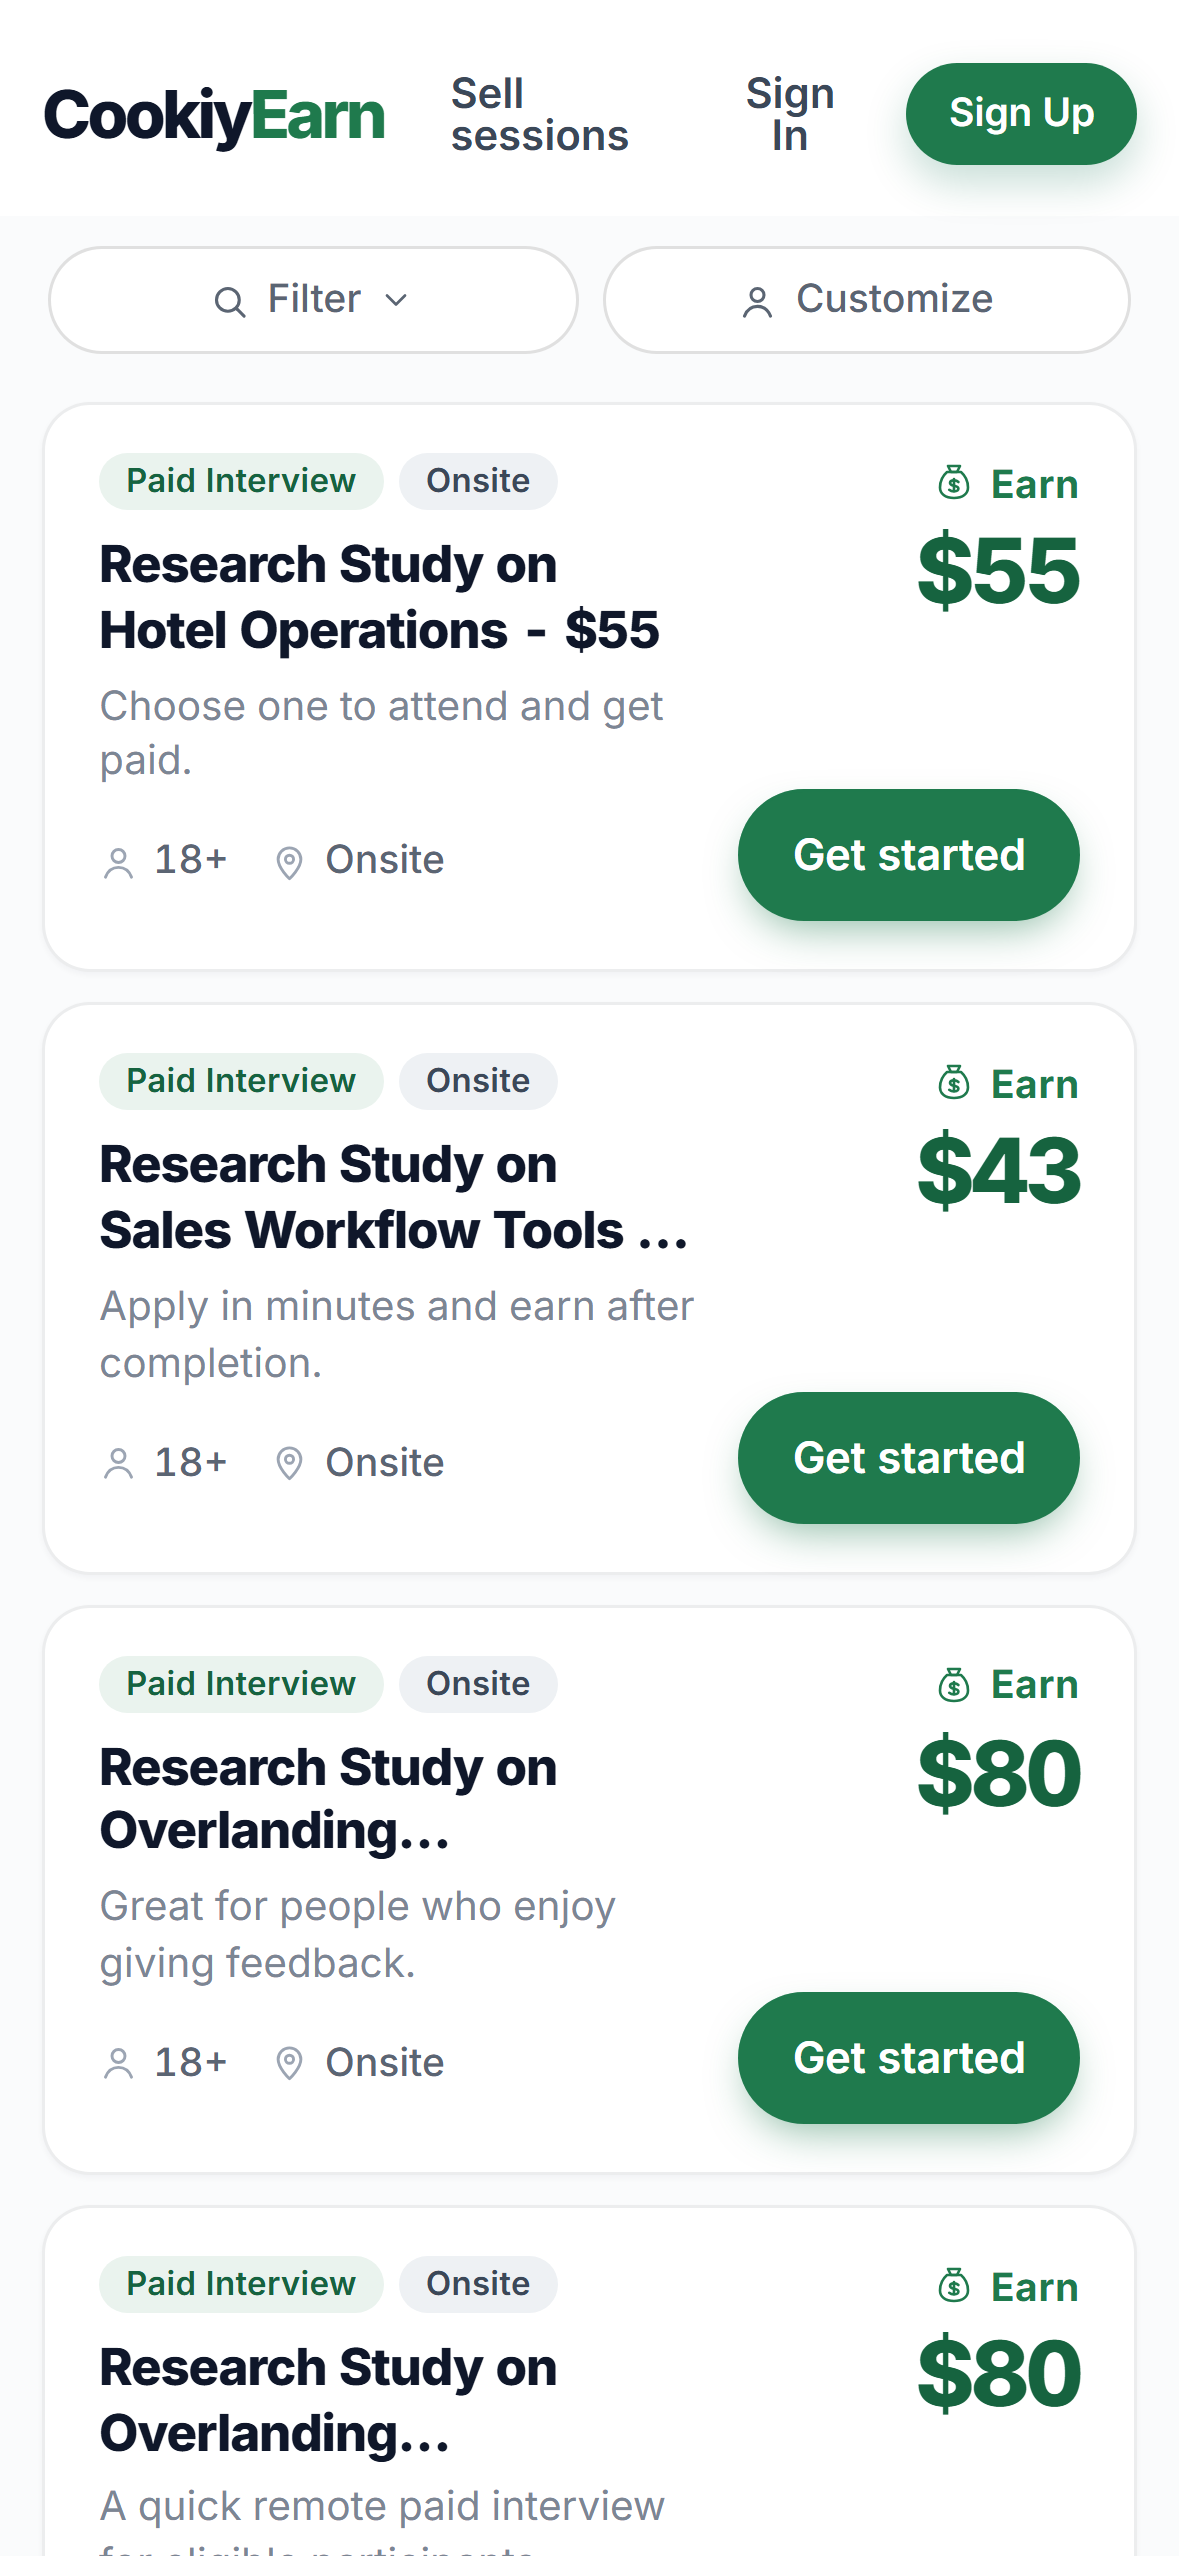 CookiyEarn
Sell
sessions
Sign
In
Sign Up
Filter
Customize
Paid Interview
Onsite
Earn
$55
Research Study on
Hotel Operations - $55
Choose one to attend and get
paid.
18+
Onsite
Get started
Paid Interview
Onsite
Earn
$43
Research Study on
Sales Workflow Tools ...
Apply in minutes and earn after
completion.
18+
Onsite
Get started
Paid Interview
Onsite
Earn
$80
Research Study on
Overlanding...
Great for people who enjoy
giving feedback.
18+
Onsite
Get started
Paid Interview
Onsite
Earn
$80
Research Study on
Overlanding...
A quick remote paid interview
for eligible participants